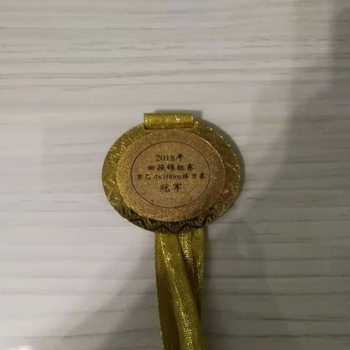 2018年
田径锦标赛
男乙4x100m接力赛
冠军